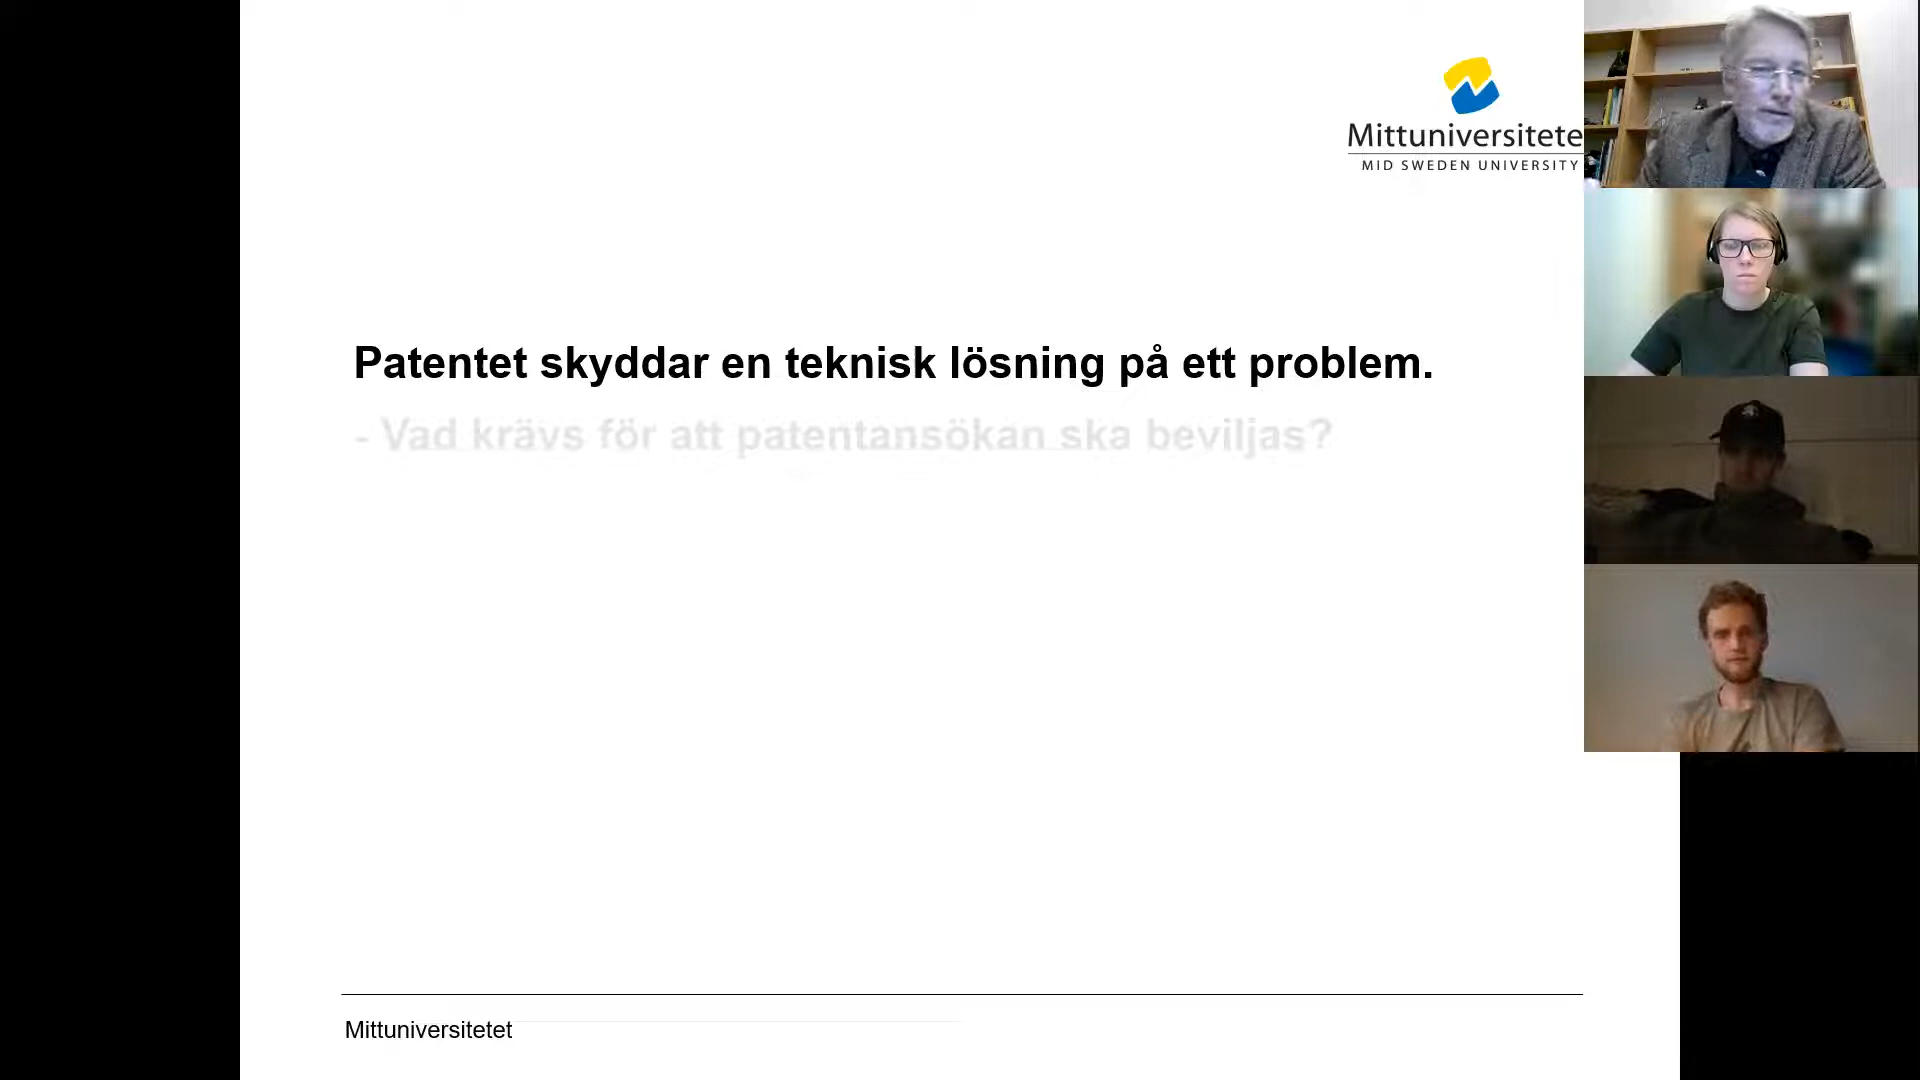 Mittuniversitete
MID SWEDEN UNIVERSITY
Patentet skyddar en teknisk lösning på ett problem.
- Vad krävs för att patentansökan ska beviljas?
Mittuniversitetet